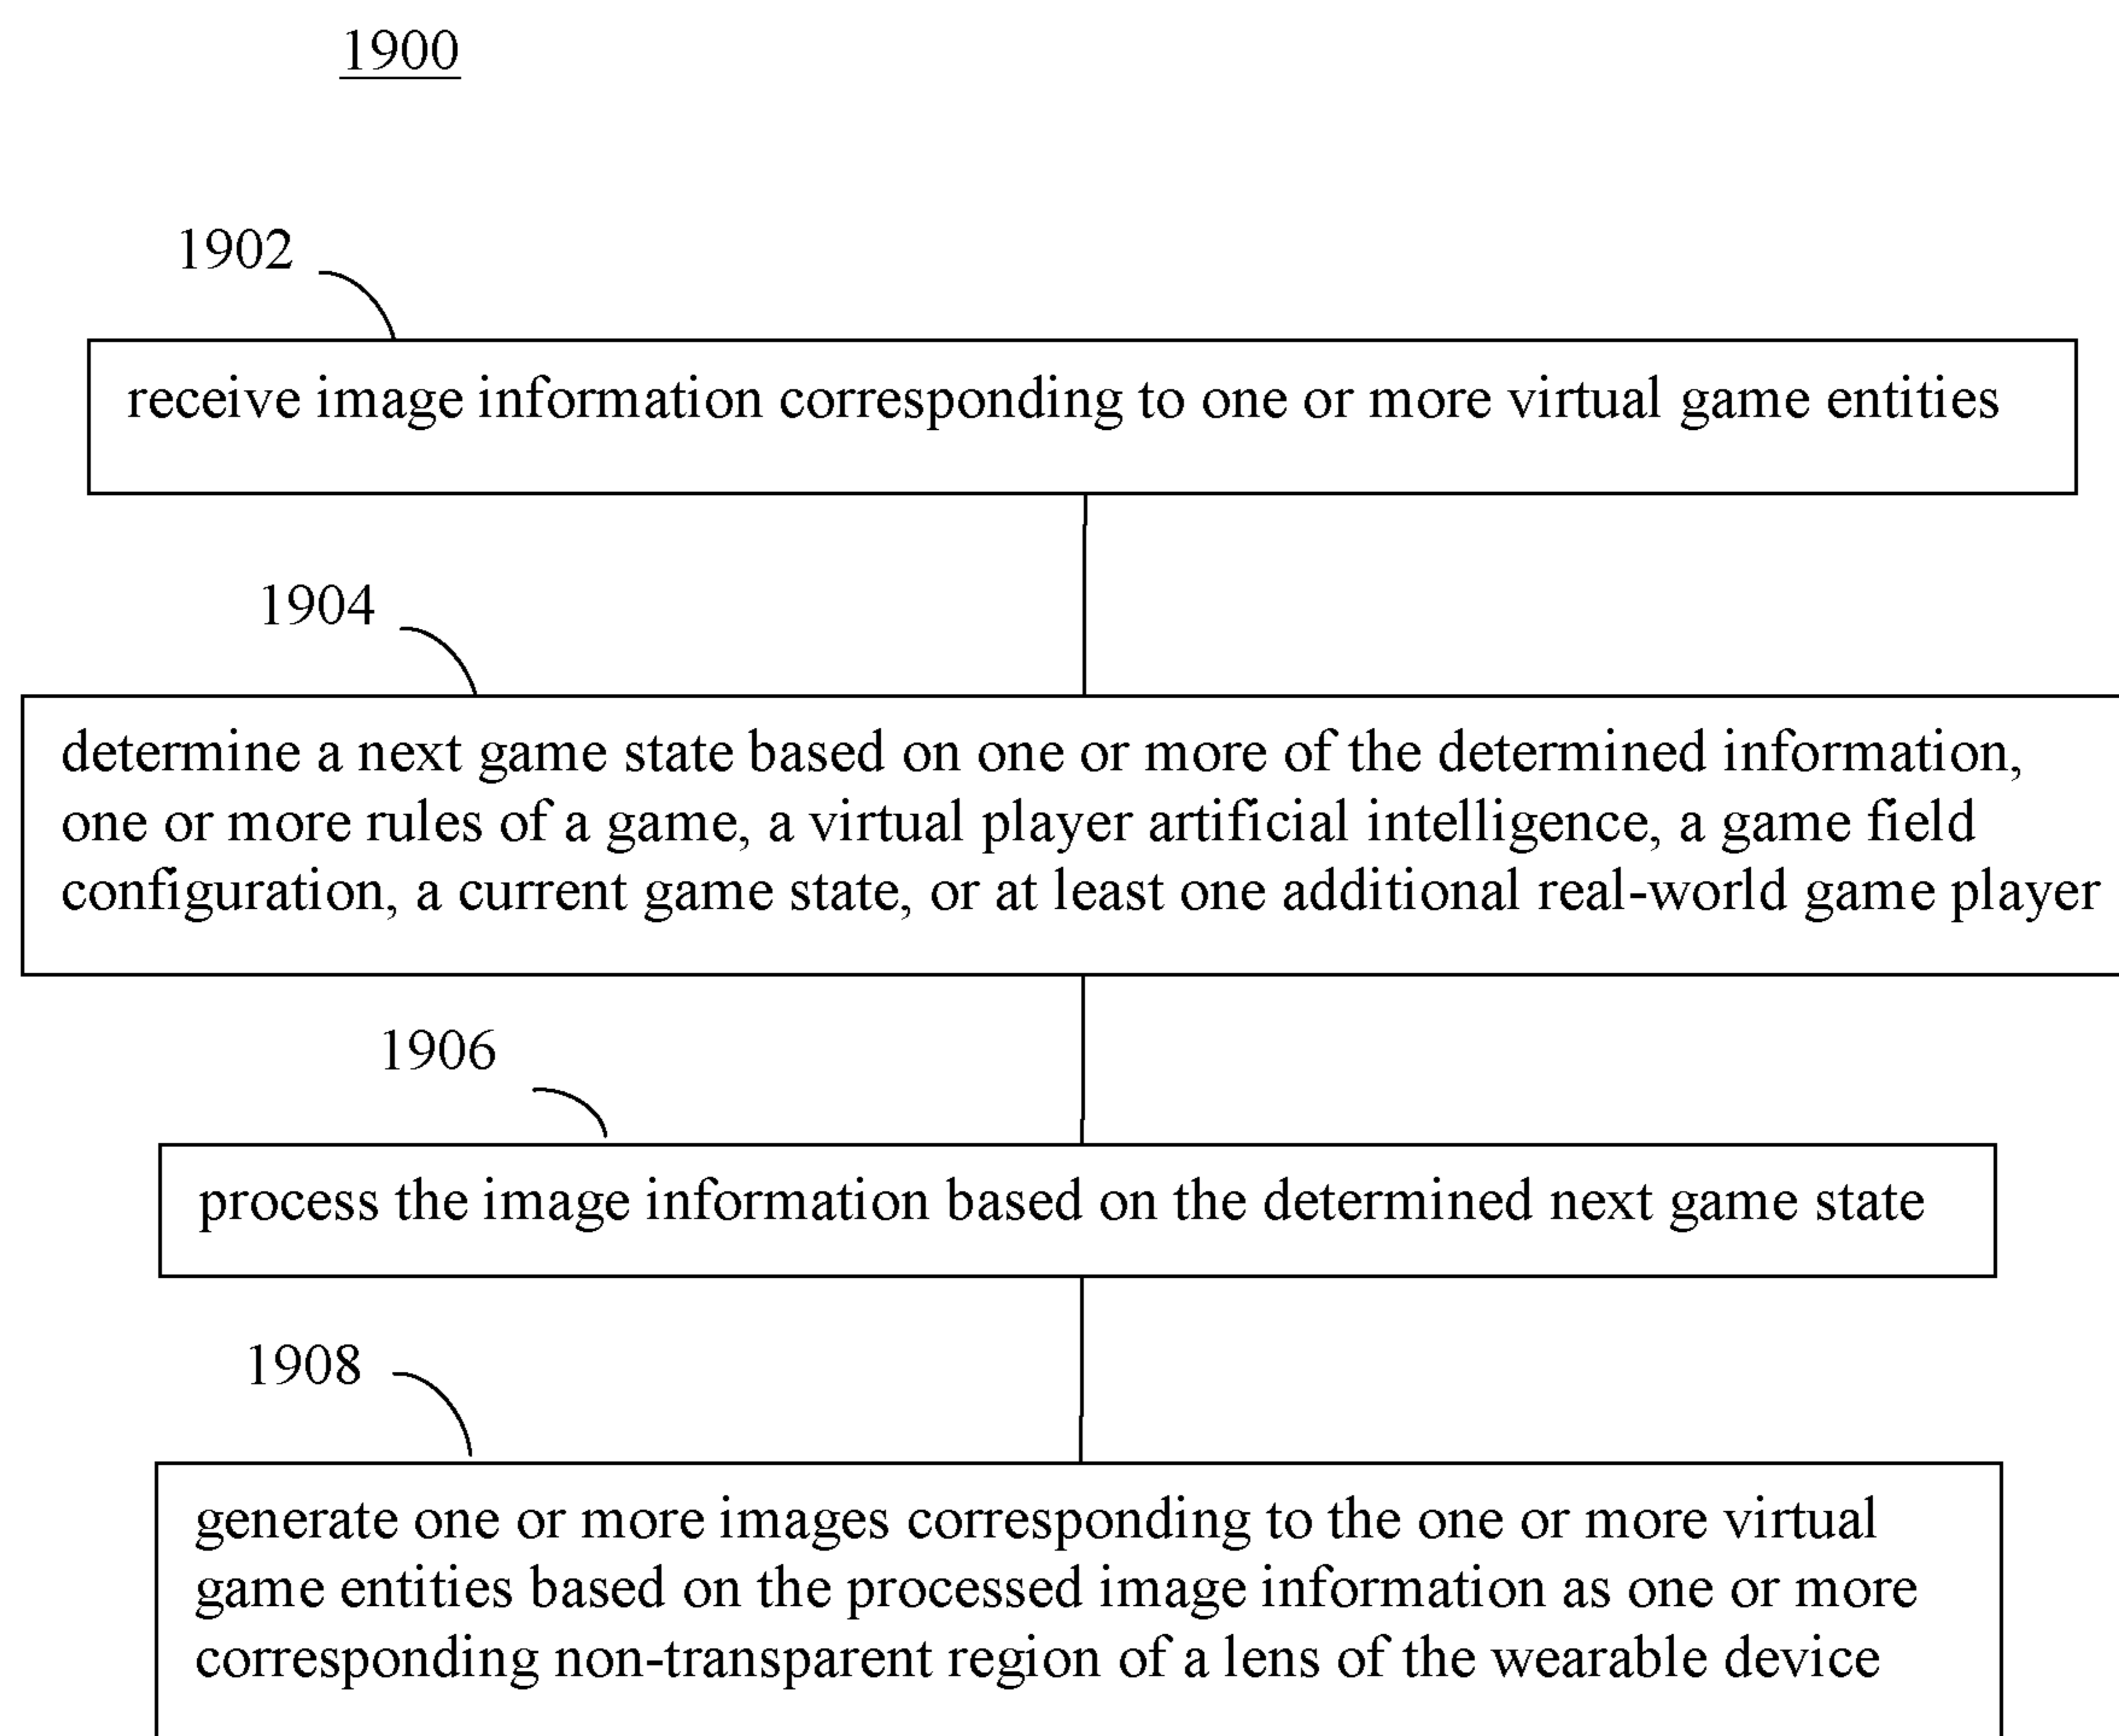 1900
1902
receive image information corresponding to one or more virtual game entities
1904
determine a next game state based on one or more of the determined information,
one or more rules of a game, a virtual player artificial intelligence, a game field
configuration, a current game state, or at least one additional real-world game player
1906
process the image information based on the determined next game state
1908
generate one or more images corresponding to the one or more virtual
game entities based on the processed image information as one or more
corresponding non-transparent region of a lens of the wearable device